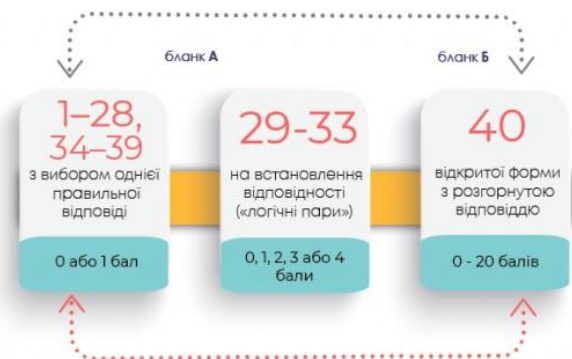 бланк А
бланк Б
1–28,
34–39
з вибором однієї
правильної
відповіді
0 або 1 бал
29-33
на встановлення
відповідності
(«логічні пари»)
0, 1, 2, 3 або 4
бали
40
відкритої форми
з розгорнутою
відповіддю
0 - 20 балів